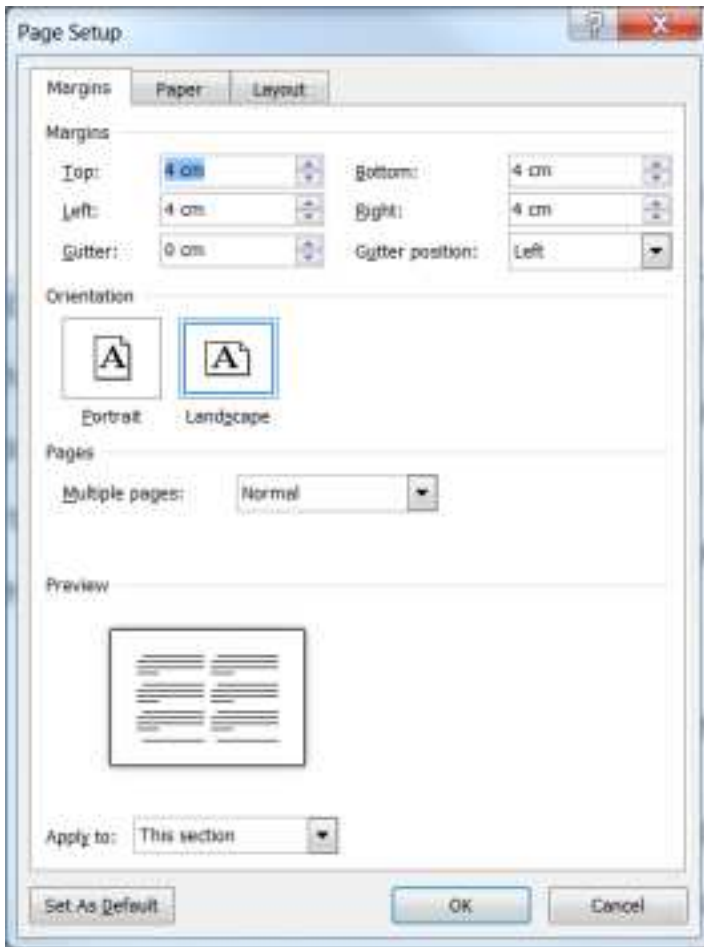 Page Setup
Margins Paper Layout
Margins
Top: 4 cm Bottom: 4 cm
Left: 4 cm Right: 4 cm
Gutter: 0 cm Gutter position: Left
Orientation
A A
Portrait Landscape
Pages
Multiple pages: Normal
Preview
Apply to: This section
Set As Default OK Cancel